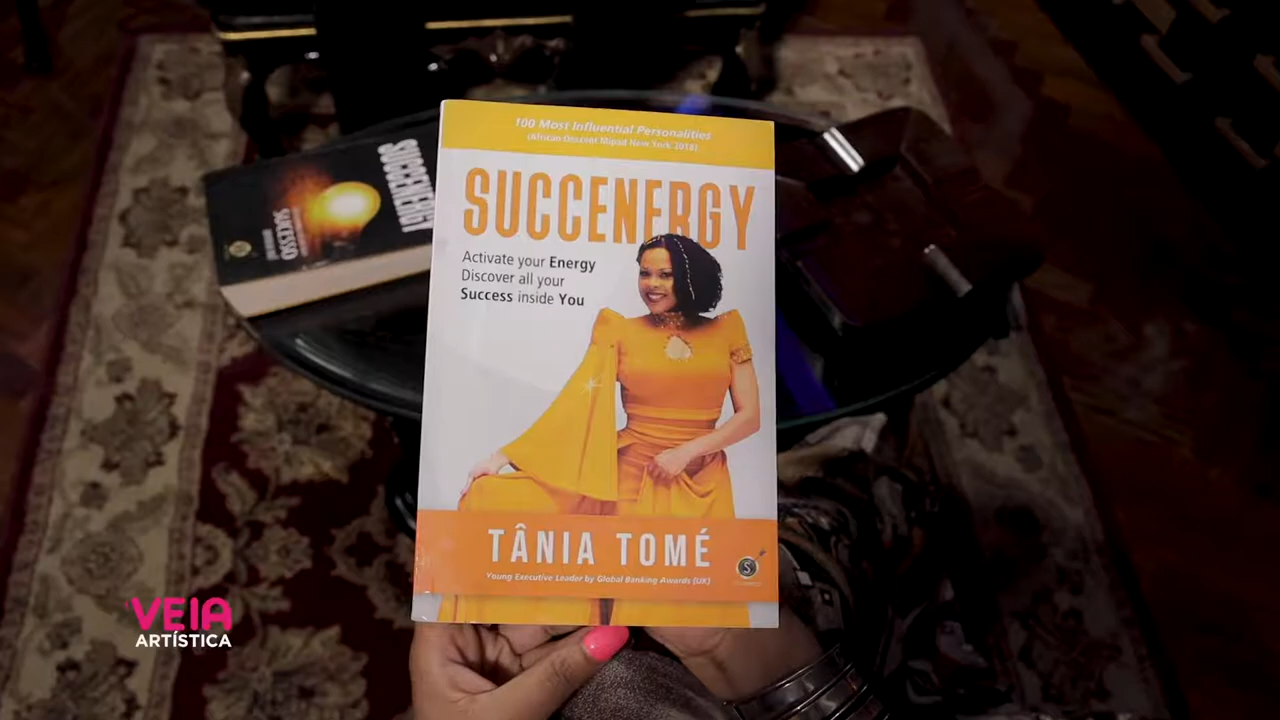 100 Most Influential Personalities
(African Descent Mipad New York 2018)
SUCCENERGY
Activate your Energy
Discover all your
Success inside You
TÂNIA TOMÉ
Young Executive Leader by Global Banking Awards (UK)
S
SUCCENERGY
SUCESSO
VEIA
ARTÍSTICA